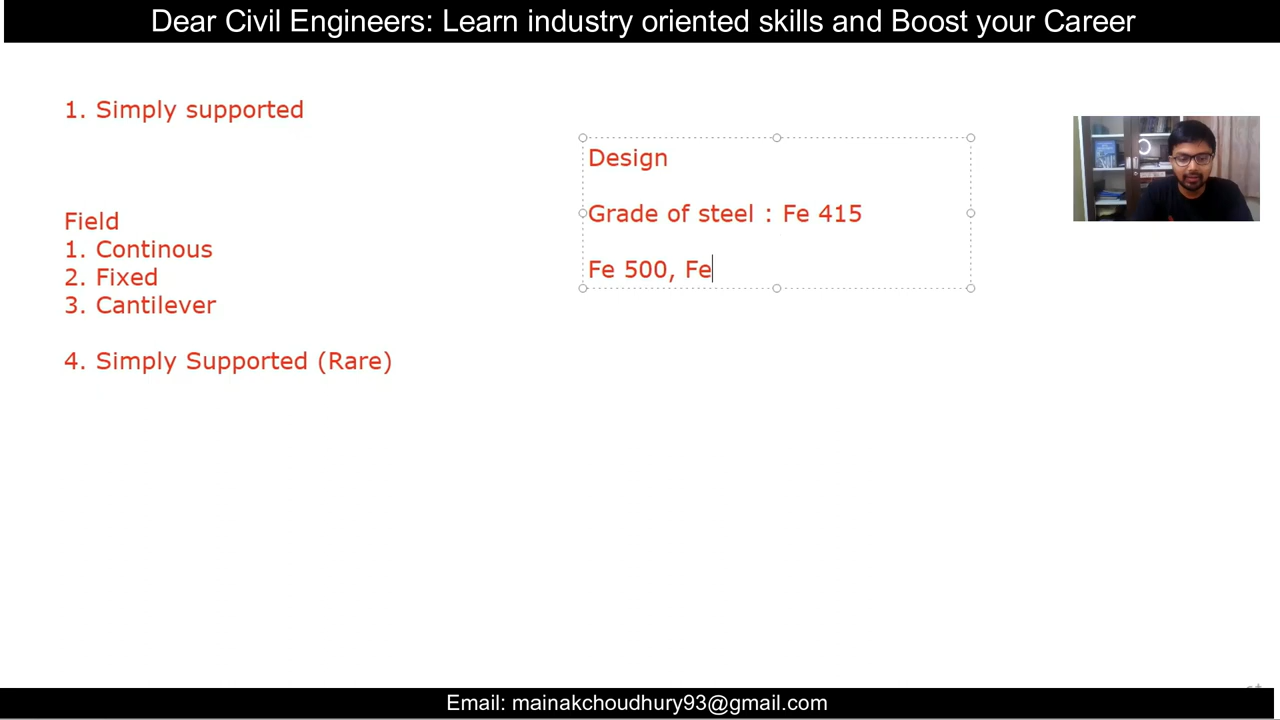 Dear Civil Engineers: Learn industry oriented skills and Boost your Career
1. Simply supported
Field
1. Continous
2. Fixed
3. Cantilever
4. Simply Supported (Rare)
Design
Grade of steel : Fe 415
Fe 500, Fe
Email: mainakchoudhury93@gmail.com